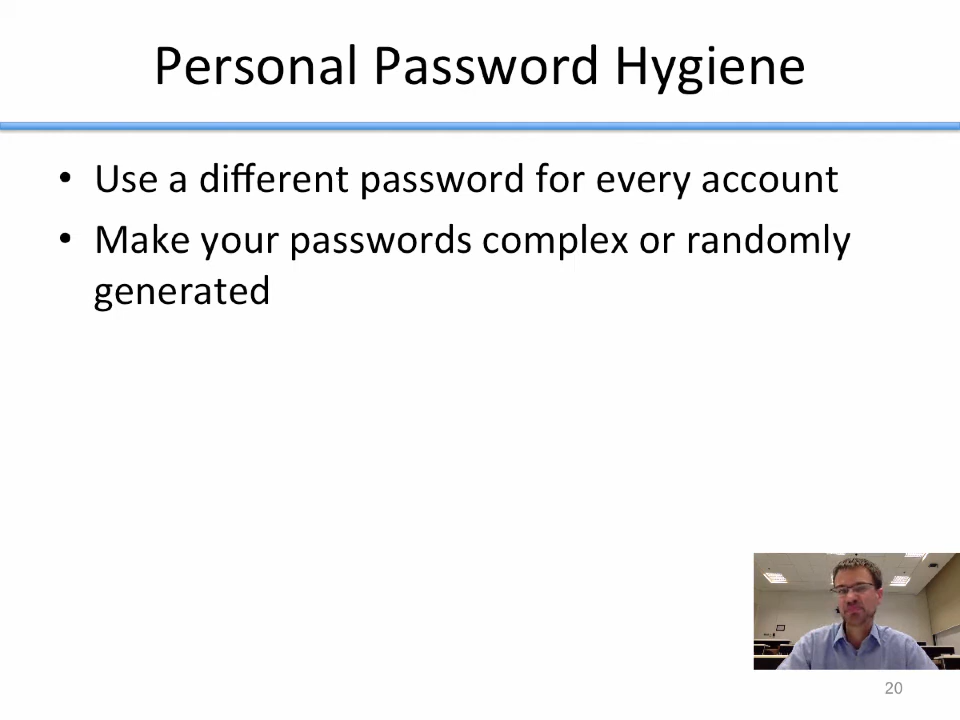 Personal Password Hygiene
• Use a different password for every account
• Make your passwords complex or randomly
generated
20